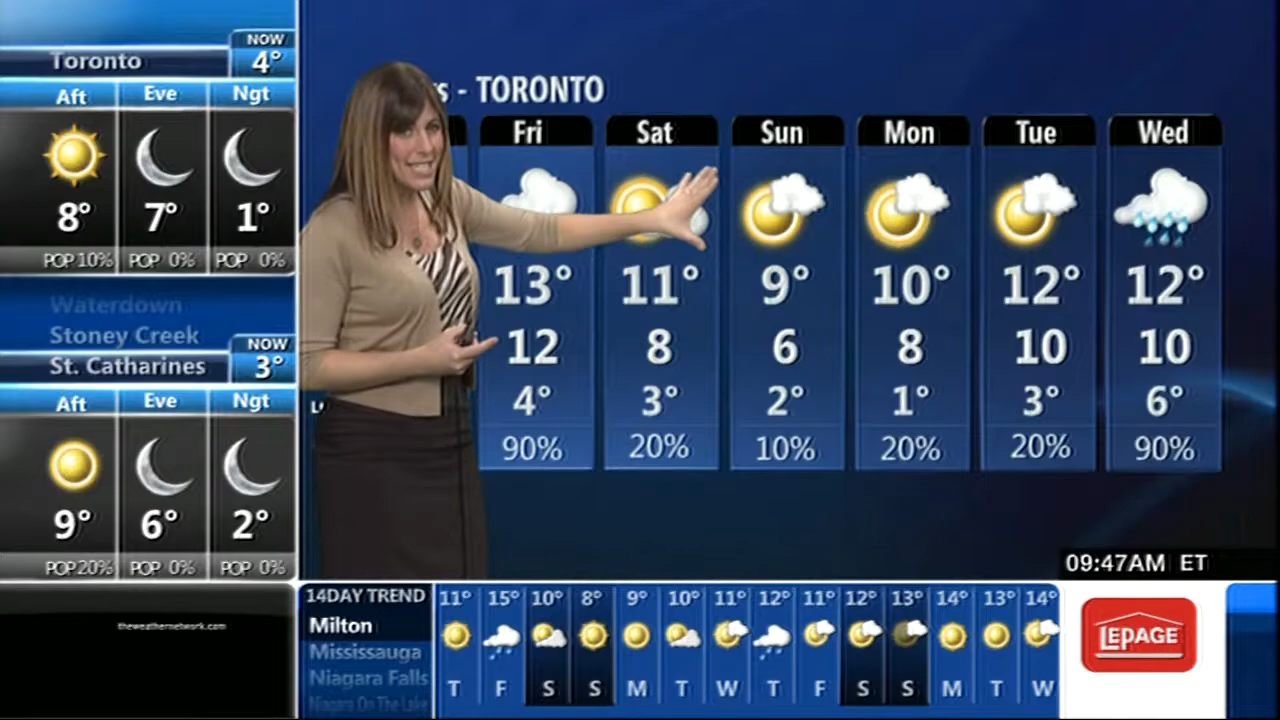 Toronto
NOW
4°
Aft Eve Ngt
8° 7° 1°
POP 10% POP 0% POP 0%
Waterdown
Stoney Creek
St. Catharines
NOW
3°
Aft Eve Ngt
9° 6° 2°
POP 20% POP 0% POP 0%
theweathernetwork.com
s - TORONTO
Fri Sat Sun Mon Tue Wed
13° 11° 9° 10° 12° 12°
12 8 6 8 10 10
4° 3° 2° 1° 3° 6°
90% 20% 10% 20% 20% 90%
09:47AM ET
14DAY TREND
Milton
Mississauga
Niagara Falls
Niagara On The Lake
11° 15° 10° 8° 9° 10° 11° 12° 11° 12° 13° 14° 13° 14°
T F S S M T W T F S S M T W
LEPAGE